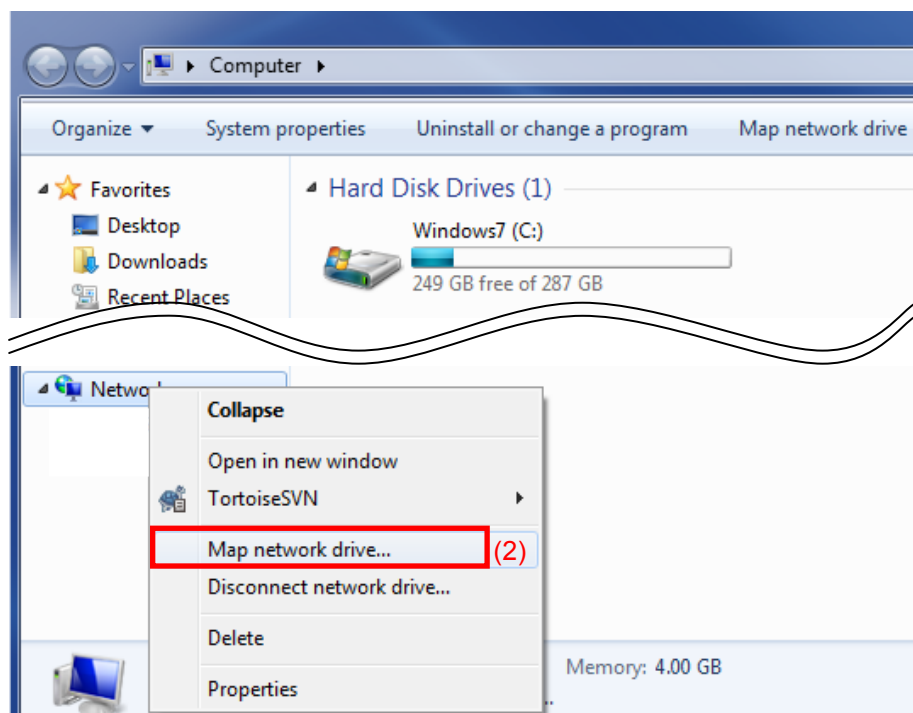 Computer
Organize System properties Uninstall or change a program Map network drive
Favorites
Desktop
Downloads
Recent Places
Hard Disk Drives (1)
Windows7 (C:)
249 GB free of 287 GB
Collapse
Open in new window
TortoiseSVN
Map network drive... (2)
Disconnect network drive...
Delete
Properties
Memory: 4.00 GB